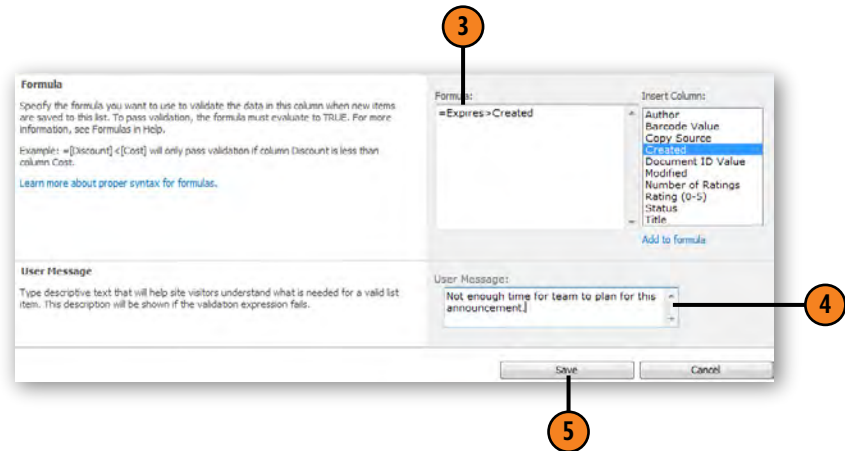 3
Formula
Specify the formula you want to use to validate the data in this column when new items
are saved to this list. To pass validation, the formula must evaluate to TRUE. For more
information, see Formulas in Help.
Example: =[Discount]<[Cost] will only pass validation if column Discount is less than
column Cost.
Learn more about proper syntax for formulas.
Formula:
=Expires>Created
Insert Column:
Author
Barcode Value
Copy Source
Created
Document ID Value
Modified
Number of Ratings
Rating (0-5)
Status
Title
Add to formula
User Message
Type descriptive text that will help site visitors understand what is needed for a valid list
item. This description will be shown if the validation expression fails.
User Message:
Not enough time for team to plan for this
announcement.
4
Save
Cancel
5